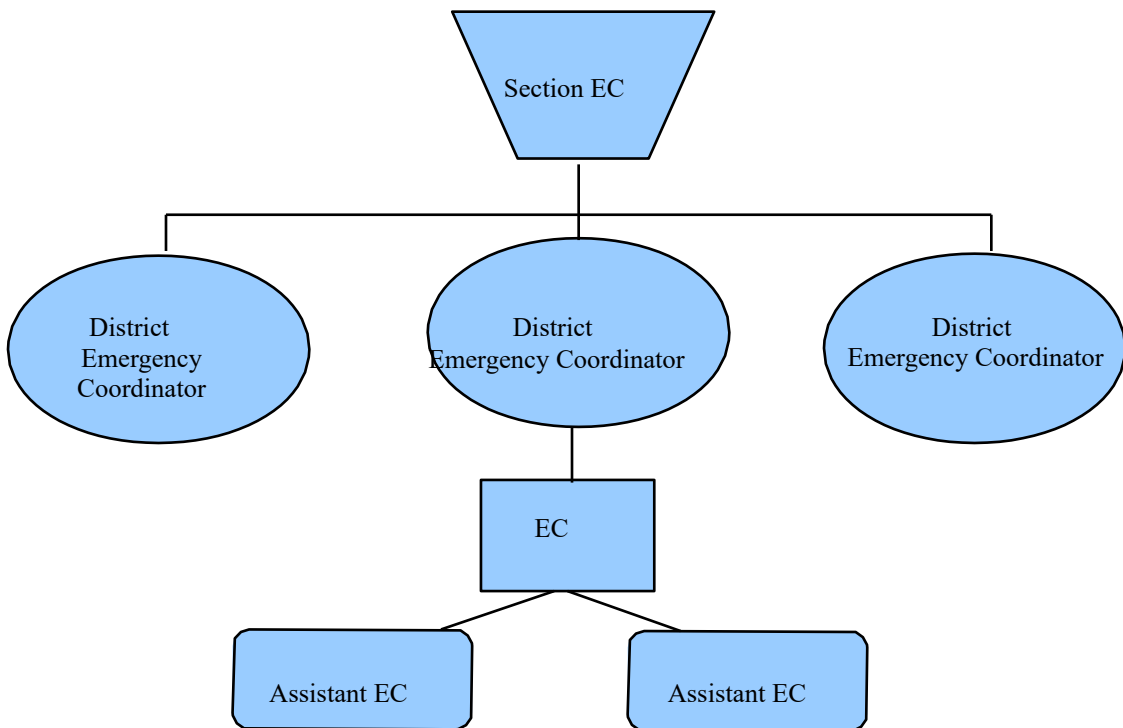 Section EC
District
Emergency
Coordinator
District
Emergency Coordinator
District
Emergency Coordinator
EC
Assistant EC
Assistant EC